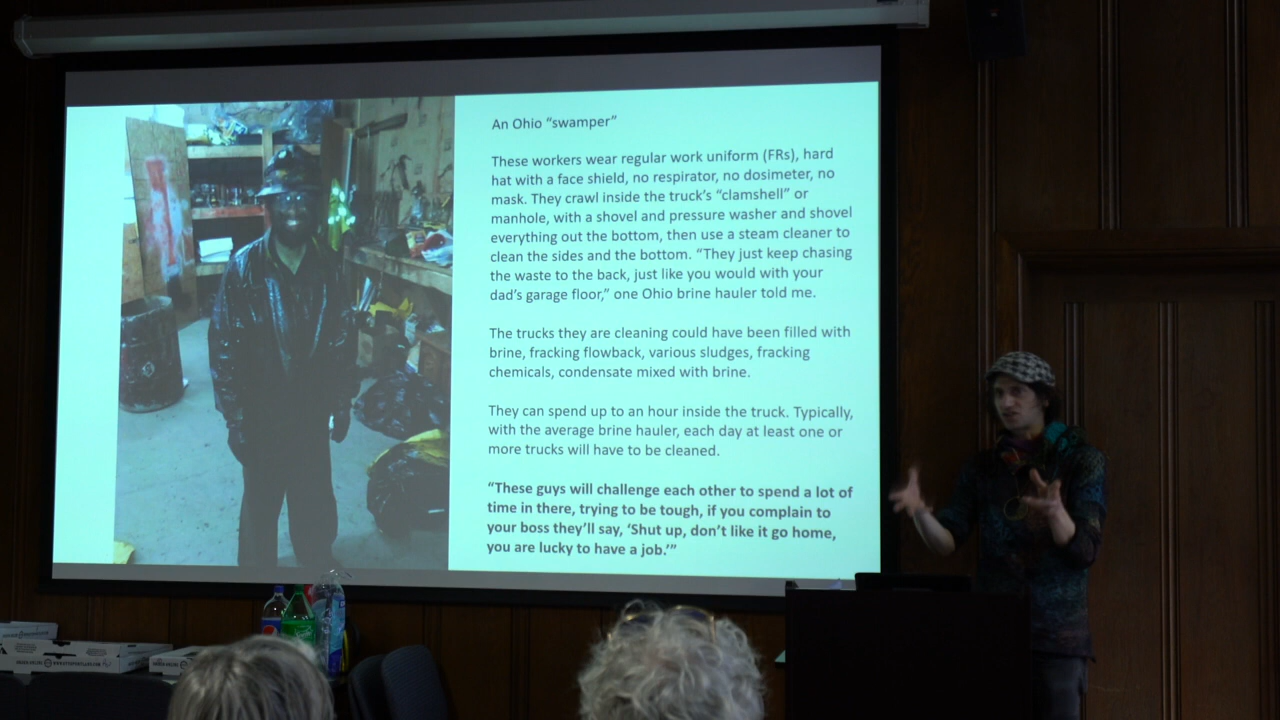 An Ohio “swamper”
These workers wear regular work uniform (FRs), hard
hat with a face shield, no respirator, no dosimeter, no
mask. They crawl inside the truck’s “clamshell” or
manhole, with a shovel and pressure washer and shovel
everything out the bottom, then use a steam cleaner to
clean the sides and the bottom. “They just keep chasing
the waste to the back, just like you would with your
dad’s garage floor,” one Ohio brine hauler told me.
The trucks they are cleaning could have been filled with
brine, fracking flowback, various sludges, fracking
chemicals, condensate mixed with brine.
They can spend up to an hour inside the truck. Typically,
with the average brine hauler, each day at least one or
more trucks will have to be cleaned.
“These guys will challenge each other to spend a lot of
time in there, trying to be tough, if you complain to
your boss they’ll say, ‘Shut up, don’t like it go home,
you are lucky to have a job.’”